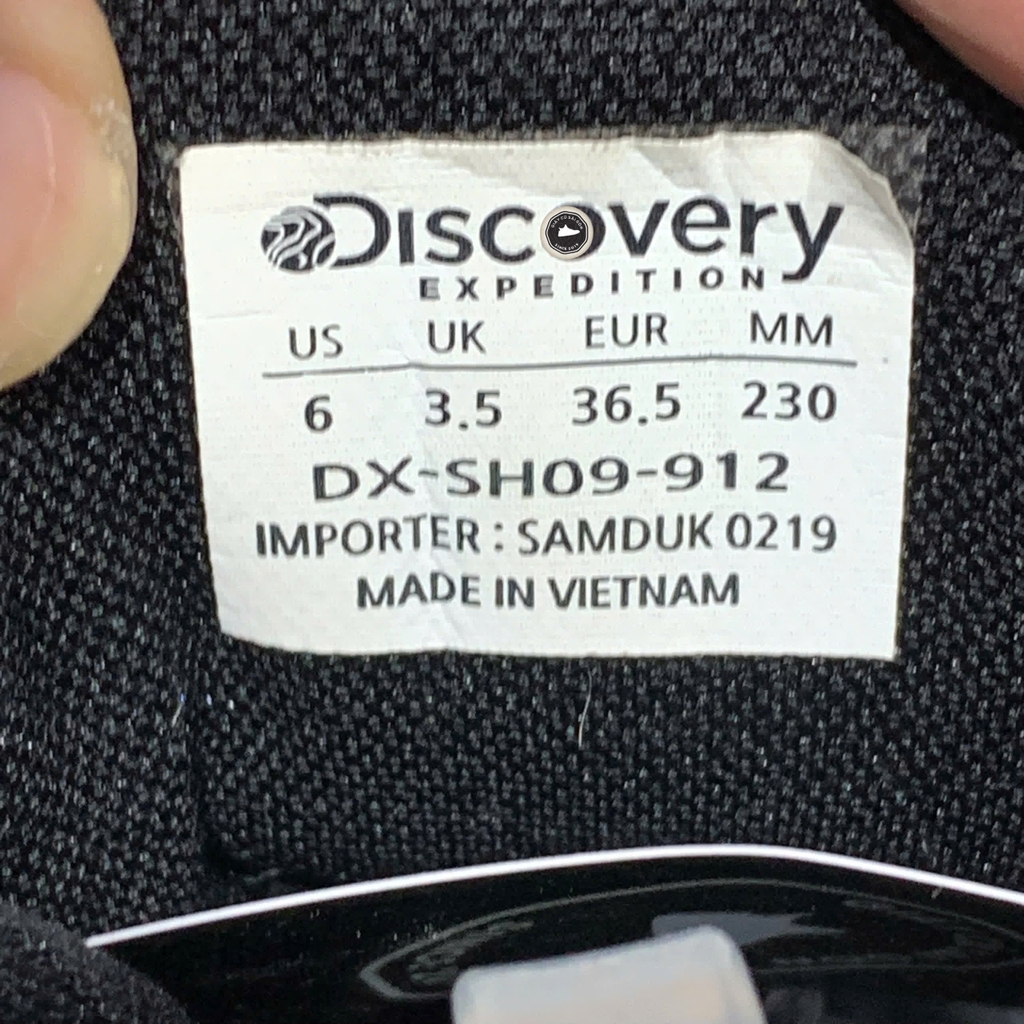 DISCOVERY
EXPEDITION
US UK EUR MM
6 3.5 36.5 230
DX-SH09-912
IMPORTER : SAMDUK 0219
MADE IN VIETNAM